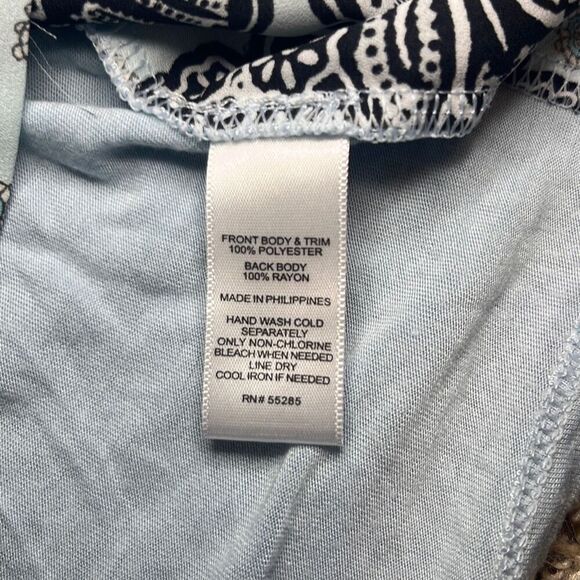 FRONT BODY & TRIM
100% POLYESTER
BACK BODY
100% RAYON
MADE IN PHILIPPINES
HAND WASH COLD
SEPARATELY
ONLY NON-CHLORINE
BLEACH WHEN NEEDED
LINE DRY
COOL IRON IF NEEDED
RN# 55285